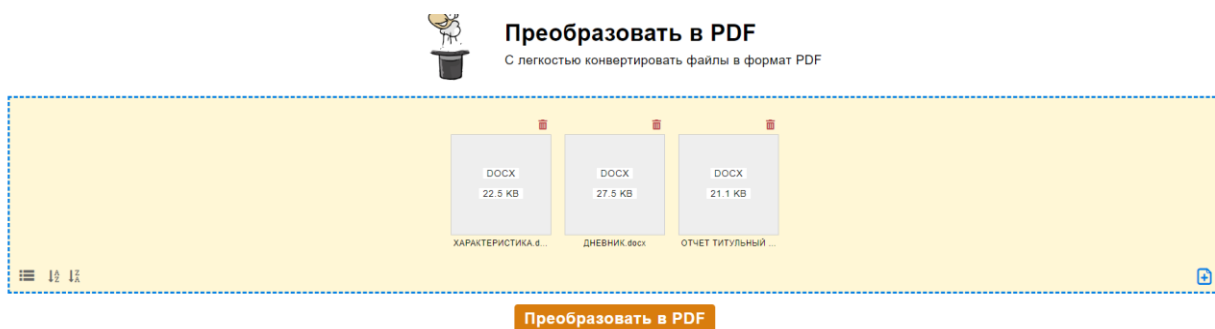 Преобразовать в PDF
С легкостью конвертировать файлы в формат PDF
DOCX
22.5 KB
ХАРАКТЕРИСТИКА.d...
DOCX
27.5 KB
ДНЕВНИК.docx
DOCX
21.1 KB
ОТЧЕТ ТИТУЛЬНЫЙ ...
Преобразовать в PDF